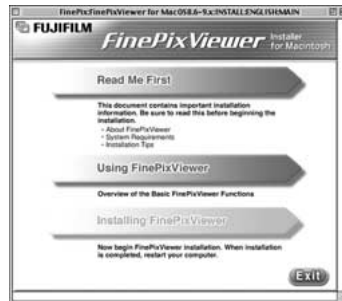 FinePix:FinePixViewer for MacOS8.6~9.x:INSTALL:ENGLISH:MAIN
FUJIFILM
FinePixViewer Installer
for Macintosh
Read Me First
This document contains important installation
information. Be sure to read this before beginning the
installation.
- About FinePixViewer
- System Requirements
- Installation Tips
Using FinePixViewer
Overview of the Basic FinePixViewer Functions
Installing FinePixViewer
Now begin FinePixViewer installation. When installation
is completed, restart your computer.
Exit